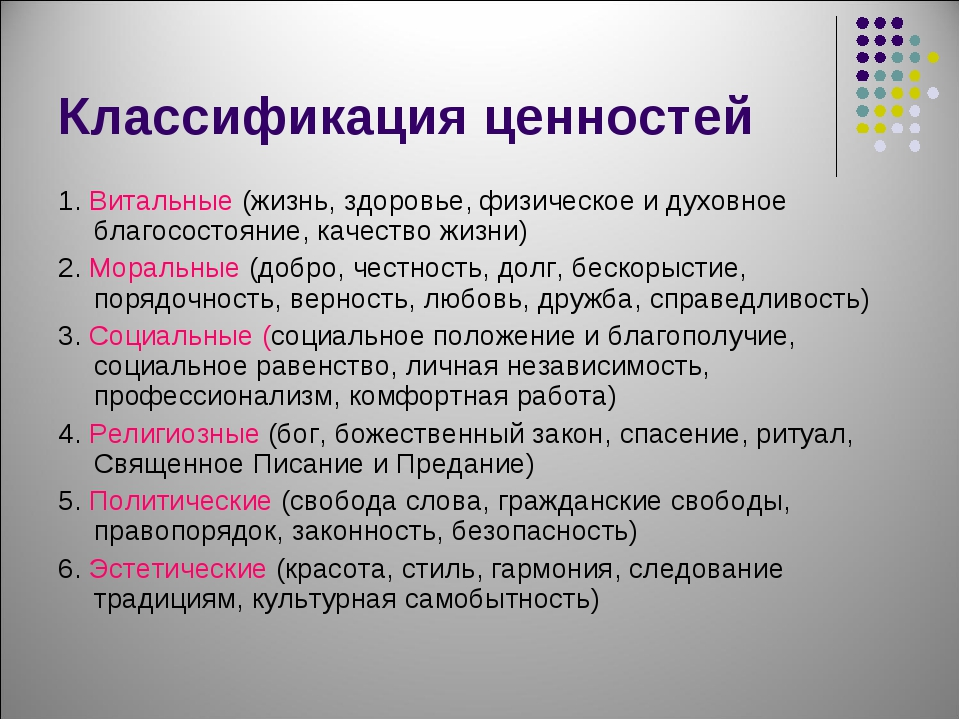 Классификация ценностей
1. Витальные (жизнь, здоровье, физическое и духовное
благосостояние, качество жизни)
2. Моральные (добро, честность, долг, бескорыстие,
порядочность, верность, любовь, дружба, справедливость)
3. Социальные (социальное положение и благополучие,
социальное равенство, личная независимость,
профессионализм, комфортная работа)
4. Религиозные (бог, божественный закон, спасение, ритуал,
Священное Писание и Предание)
5. Политические (свобода слова, гражданские свободы,
правопорядок, законность, безопасность)
6. Эстетические (красота, стиль, гармония, следование
традициям, культурная самобытность)